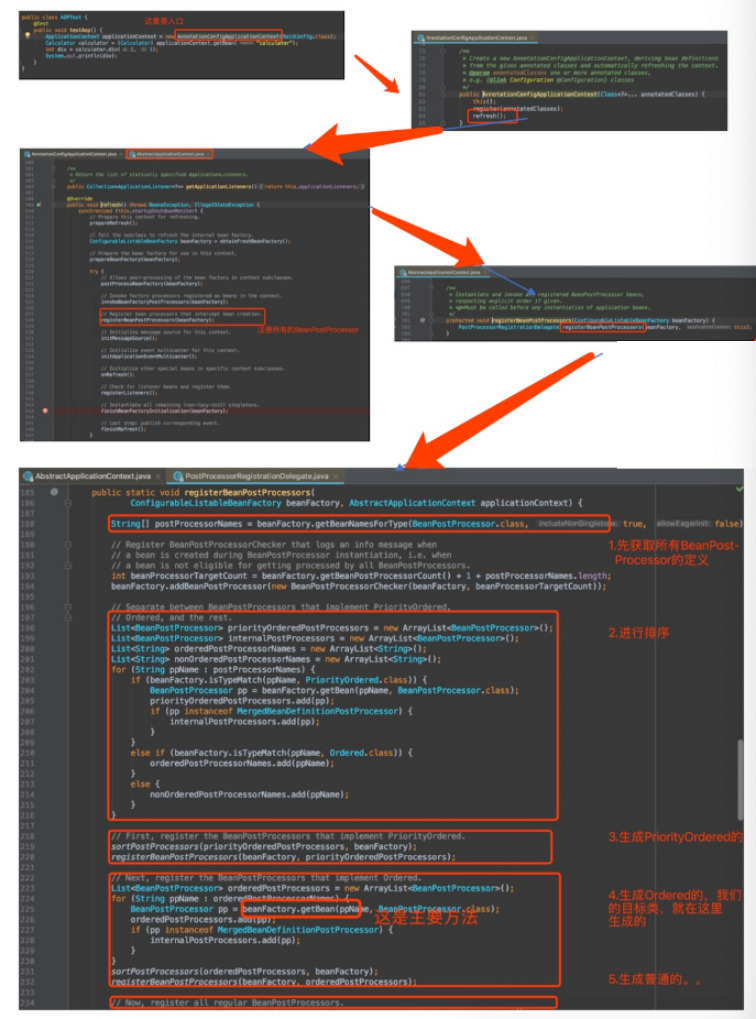 public class AOPTest {
@Test
public void testAop() {
ApplicationContext applicationContext = new AnnotationConfigApplicationContext(MainConfig.class);
Calculator calculator = (Calculator) applicationContext.getBean("calculator");
int div = calculator.div(
System.out.println(div);
}
}
这里是入口
AnnotationConfigApplicationContext.java
/**
* Create a new AnnotationConfigApplicationContext, deriving bean definitions
* from the given annotated classes and automatically refreshing the context.
* @param annotatedClasses one or more annotated classes,
* e.g. {@link Configuration @Configuration} classes
*/
public AnnotationConfigApplicationContext(Class<?>... annotatedClasses) {
this();
register(annotatedClasses);
refresh();
}
AnnotationConfigApplicationContext.java AbstractApplicationContext.java
/**
* Return the list of statically specified ApplicationListeners.
*/
public Collection<ApplicationListener<?>> getApplicationListeners() { return this.applicationListeners; }
@Override
public void refresh() throws BeansException, IllegalStateException {
synchronized (this.startupShutdownMonitor) {
// Prepare this context for refreshing.
prepareRefresh();
// Tell the subclass to refresh the internal bean factory.
ConfigurableListableBeanFactory beanFactory = obtainFreshBeanFactory();
// Prepare the bean factory for use in this context.
prepareBeanFactory(beanFactory);
try {
// Allows post-processing of the bean factory in context subclasses.
postProcessBeanFactory(beanFactory);
// Invoke factory processors registered as beans in the context.
invokeBeanFactoryPostProcessors(beanFactory);
// Register bean processors that intercept bean creation.
registerBeanPostProcessors(beanFactory);
注册所有的BeanPostProcessor
// Initialize message source for this context.
initMessageSource();
// Initialize event multicaster for this context.
initApplicationEventMulticaster();
// Initialize other special beans in specific context subclasses.
onRefresh();
// Check for listener beans and register them.
registerListeners();
// Instantiate all remaining (non-lazy-init) singletons.
finishBeanFactoryInitialization(beanFactory);
// Last step: publish corresponding event.
finishRefresh();
}
AbstractApplicationContext.java
/**
* Instantiate and invoke all registered BeanPostProcessor beans,
* respecting explicit order if given.
* <p>Must be called before any instantiation of application beans.
*/
protected void registerBeanPostProcessors(ConfigurableListableBeanFactory beanFactory) {
PostProcessorRegistrationDelegate.registerBeanPostProcessors(beanFactory, applicationContext: this);
}
AbstractApplicationContext.java PostProcessorRegistrationDelegate.java
185 public static void registerBeanPostProcessors(
186 ConfigurableListableBeanFactory beanFactory, AbstractApplicationContext applicationContext) {
187
188 String[] postProcessorNames = beanFactory.getBeanNamesForType(BeanPostProcessor.class, includeNonSingletons: true, allowEagerInit: false)
1.先获取所有BeanPost-
Processor的定义
190 // Register BeanPostProcessorChecker that logs an info message when
191 // a bean is created during BeanPostProcessor instantiation, i.e. when
192 // a bean is not eligible for getting processed by all BeanPostProcessors.
193 int beanProcessorTargetCount = beanFactory.getBeanPostProcessorCount() + 1 + postProcessorNames.length;
194 beanFactory.addBeanPostProcessor(new BeanPostProcessorChecker(beanFactory, beanProcessorTargetCount));
195
196 // Separate between BeanPostProcessors that implement PriorityOrdered,
197 // Ordered, and the rest.
198 List<BeanPostProcessor> priorityOrderedPostProcessors = new ArrayList<BeanPostProcessor>();
199 List<BeanPostProcessor> internalPostProcessors = new ArrayList<BeanPostProcessor>();
200 List<String> orderedPostProcessorNames = new ArrayList<String>();
201 List<String> nonOrderedPostProcessorNames = new ArrayList<String>();
2.进行排序
202 for (String ppName : postProcessorNames) {
203 if (beanFactory.isTypeMatch(ppName, PriorityOrdered.class)) {
204 BeanPostProcessor pp = beanFactory.getBean(ppName, BeanPostProcessor.class);
205 priorityOrderedPostProcessors.add(pp);
206 if (pp instanceof MergedBeanDefinitionPostProcessor) {
207 internalPostProcessors.add(pp);
208 }
209 }
210 else if (beanFactory.isTypeMatch(ppName, Ordered.class)) {
211 orderedPostProcessorNames.add(ppName);
212 }
213 else {
214 nonOrderedPostProcessorNames.add(ppName);
215 }
216 }
217
218 // First, register the BeanPostProcessors that implement PriorityOrdered.
3.生成PriorityOrdered的
219 sortPostProcessors(priorityOrderedPostProcessors, beanFactory);
220 registerBeanPostProcessors(beanFactory, priorityOrderedPostProcessors);
221
222 // Next, register the BeanPostProcessors that implement Ordered.
223 List<BeanPostProcessor> orderedPostProcessors = new ArrayList<BeanPostProcessor>();
224 for (String ppName : orderedPostProcessorNames) {
225 BeanPostProcessor pp = beanFactory.getBean(ppName, BeanPostProcessor.class);
226 orderedPostProcessors.add(pp);
这是主要方法
4.生成Ordered的，我们
的目标类，就在这里
生成的
227 if (pp instanceof MergedBeanDefinitionPostProcessor) {
228 internalPostProcessors.add(pp);
229 }
230 }
231 sortPostProcessors(orderedPostProcessors, beanFactory);
232 registerBeanPostProcessors(beanFactory, orderedPostProcessors);
5.生成普通的。。
233
234 // Now, register all regular BeanPostProcessors.